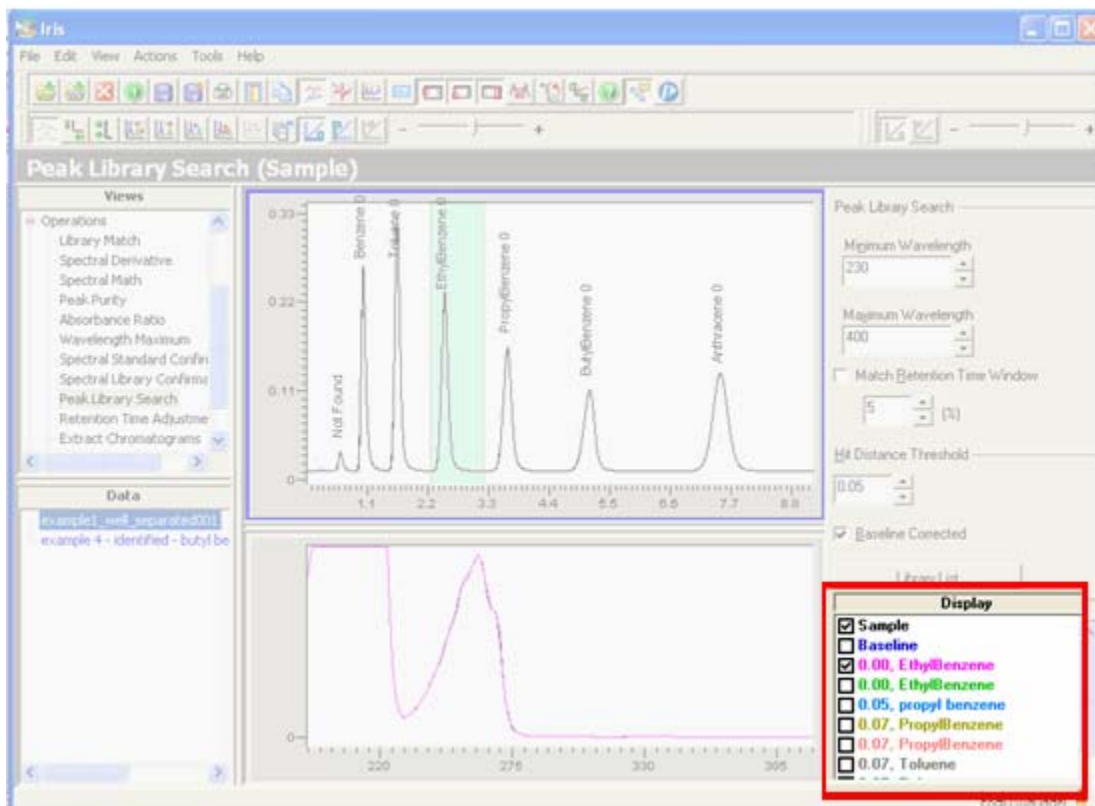 Iris
File Edit View Actions Tools Help
- +
- +
Peak Library Search (Sample)
Views
Operations
Library Match
Spectral Derivative
Spectral Math
Peak Purity
Absorbance Ratio
Wavelength Maximum
Spectral Standard Confirm
Spectral Library Confirma
Peak Library Search
Retention Time Adjustme
Extract Chromatograms
Data
example1_well_separated001
example 4 - identified - butyl be
0.33
0.22
0.11
0
Not Found
Benzene 0
Toluene 0
EthylBenzene 0
PropylBenzene 0
ButylBenzene 0
Anthracene 0
1.1 2.2 3.3 4.4 5.5 6.6 7.7 8.8
0
220 275 330 385
Peak Library Search
Minimum Wavelength
230
Maximum Wavelength
400
Match Retention Time Window
5 (%)
Hit Distance Threshold
0.05
Baseline Corrected
Library List...
Display
Sample
Baseline
0.00, EthylBenzene
0.00, EthylBenzene
0.05, propyl benzene
0.07, PropylBenzene
0.07, PropylBenzene
0.07, Toluene